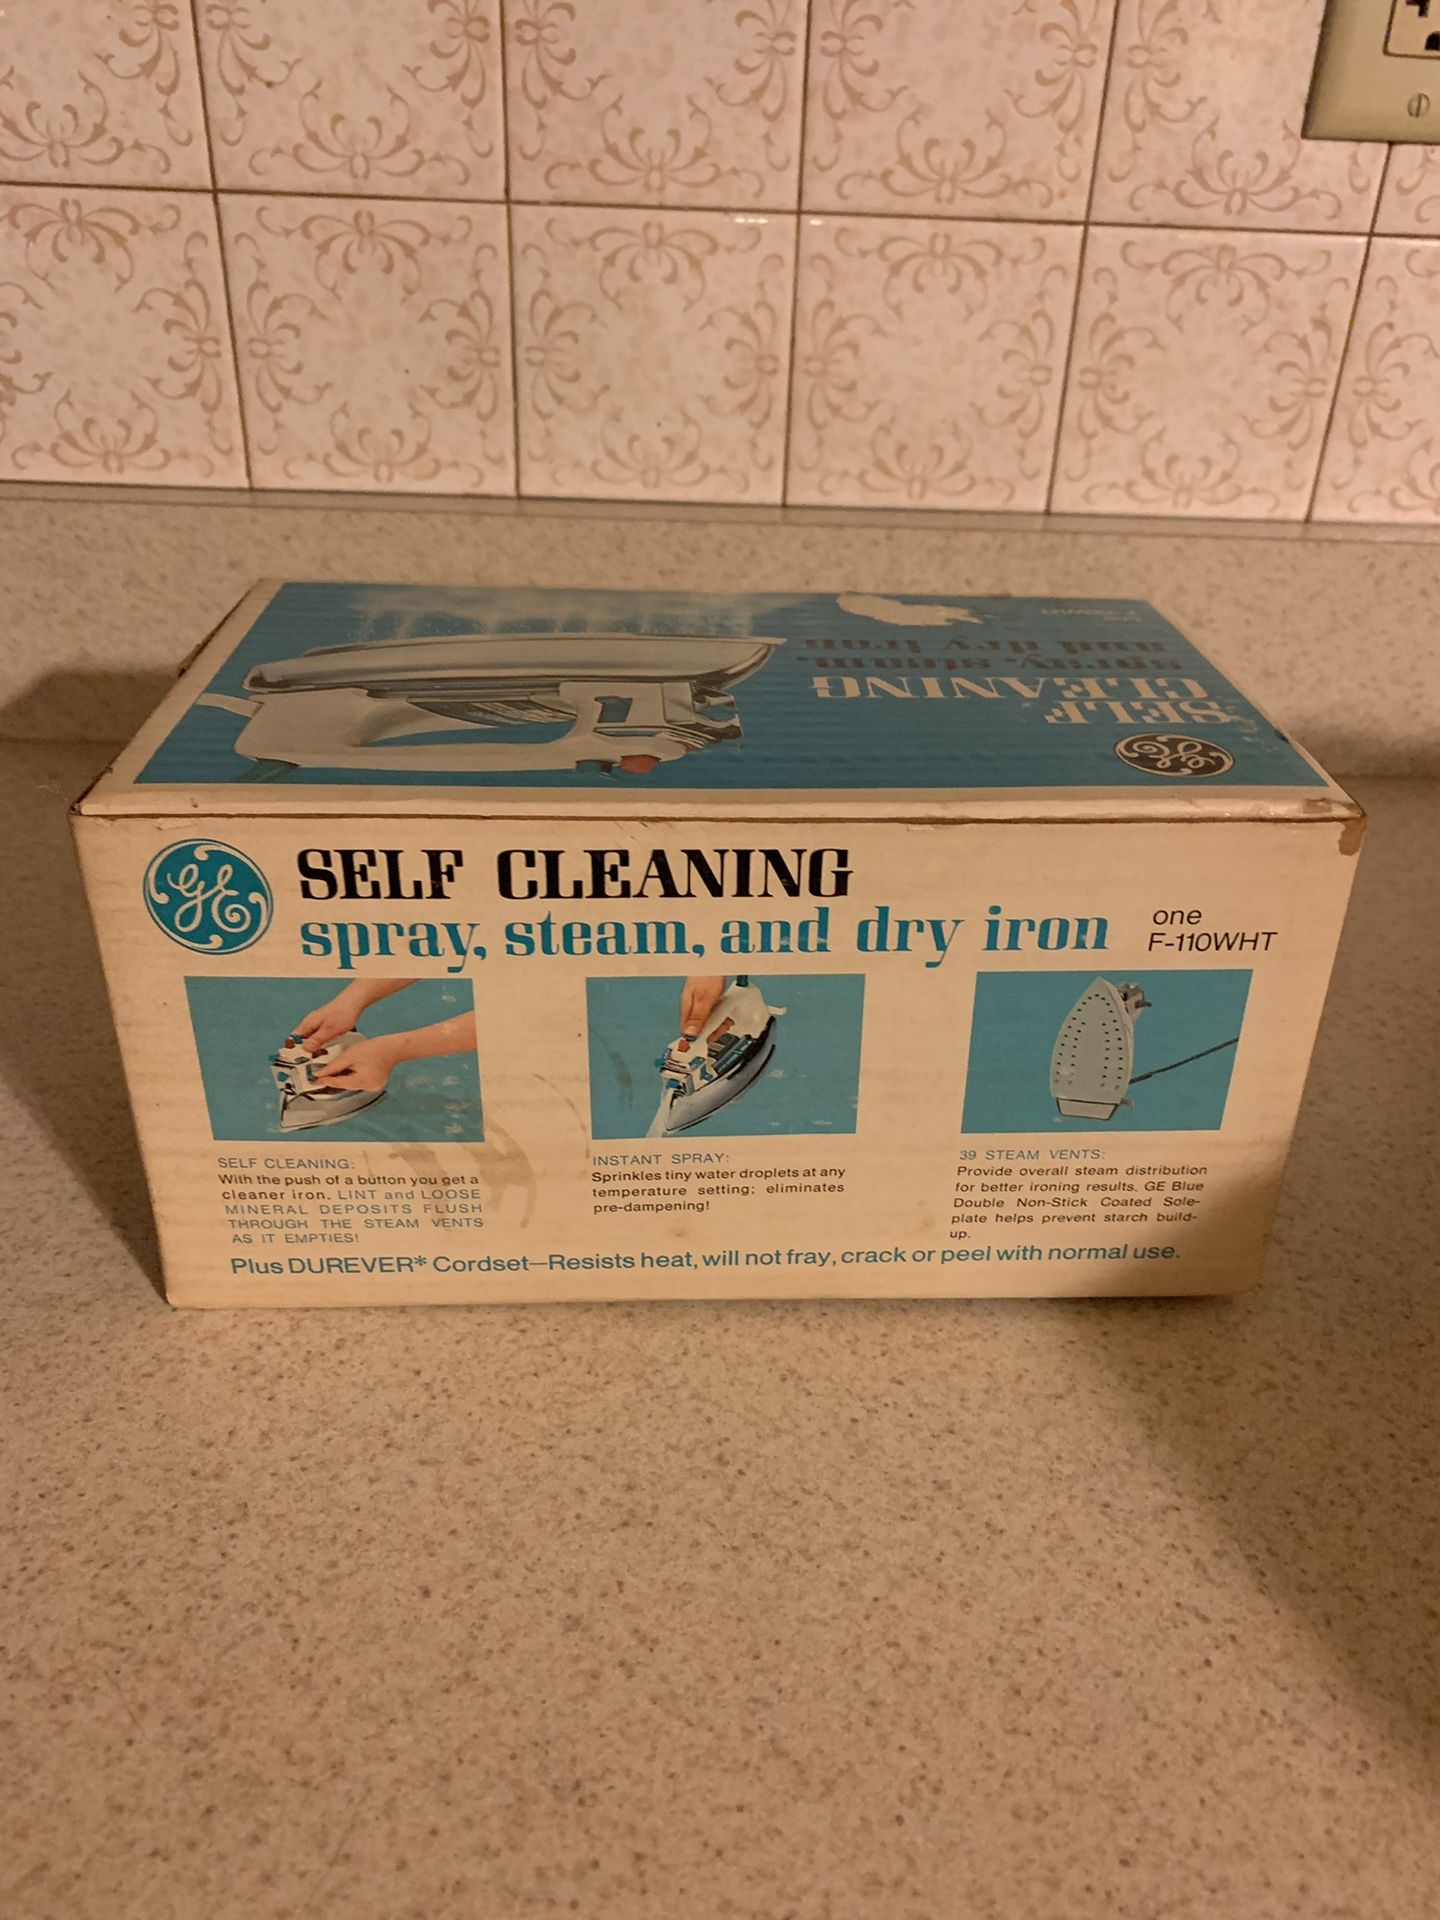 F-110WHT
and dry iron
spray, steam,
CLEANING
SELF
GE
GE
SELF CLEANING
spray, steam, and dry iron
one
F-110WHT
SELF CLEANING:
With the push of a button you get a
cleaner iron. LINT and LOOSE
MINERAL DEPOSITS FLUSH
THROUGH THE STEAM VENTS
AS IT EMPTIES!
INSTANT SPRAY:
Sprinkles tiny water droplets at any
temperature setting; eliminates
pre-dampening!
39 STEAM VENTS:
Provide overall steam distribution
for better ironing results. GE Blue
Double Non-Stick Coated Sole-
plate helps prevent starch build-
up.
Plus DUREVER* Cordset—Resists heat, will not fray, crack or peel with normal use.